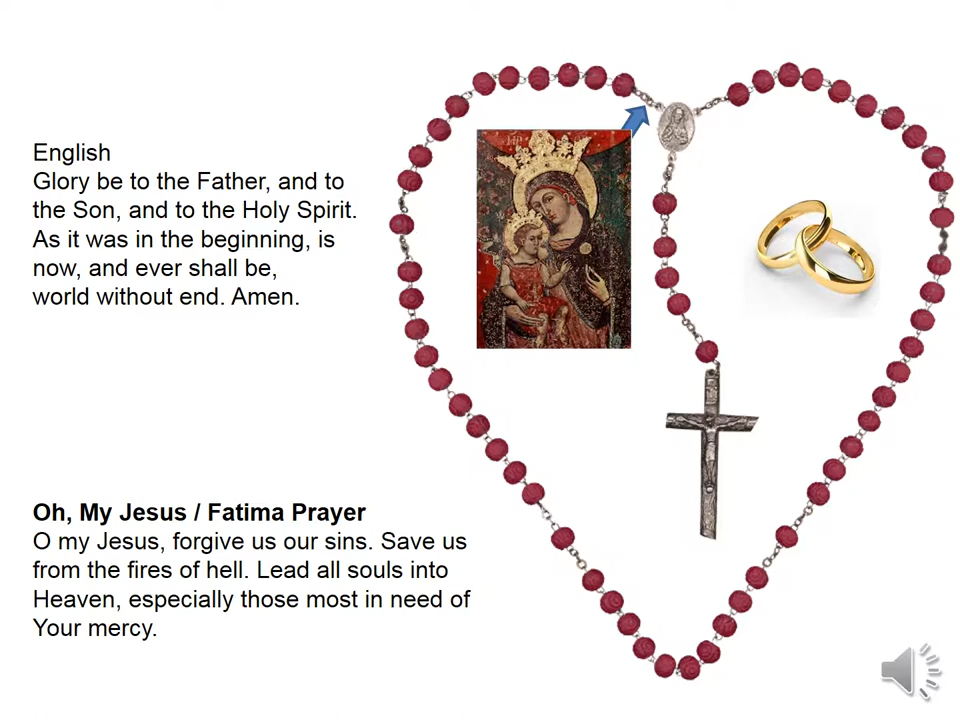 English
Glory be to the Father, and to
the Son, and to the Holy Spirit.
As it was in the beginning, is
now, and ever shall be,
world without end. Amen.
Oh, My Jesus / Fatima Prayer
O my Jesus, forgive us our sins. Save us
from the fires of hell. Lead all souls into
Heaven, especially those most in need of
Your mercy.